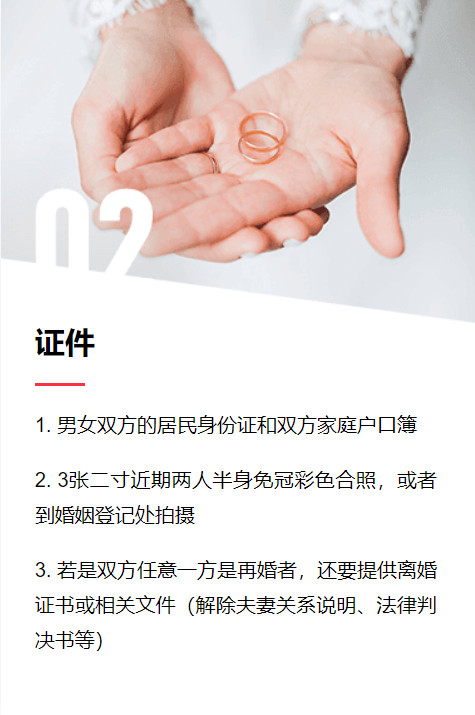 02
证件
1. 男女双方的居民身份证和双方家庭户口簿
2. 3张二寸近期两人半身免冠彩色合照，或者
到婚姻登记处拍摄
3. 若是双方任意一方是再婚者，还要提供离婚
证书或相关文件（解除夫妻关系说明、法律判
决书等）